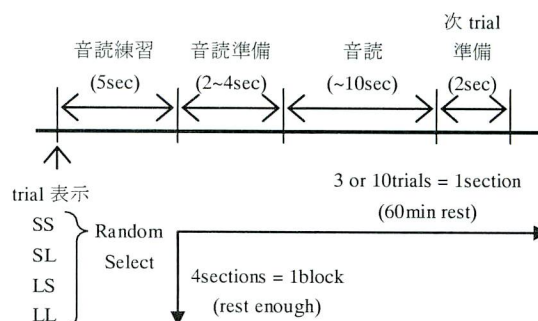 次 trial
音読練習 音読準備 音読 準備
(5sec) (2~4sec) (~10sec) (2sec)
trial 表示
3 or 10trials = 1section
(60min rest)
SS
SL
LS
LL
Random
Select
4sections = 1block
(rest enough)